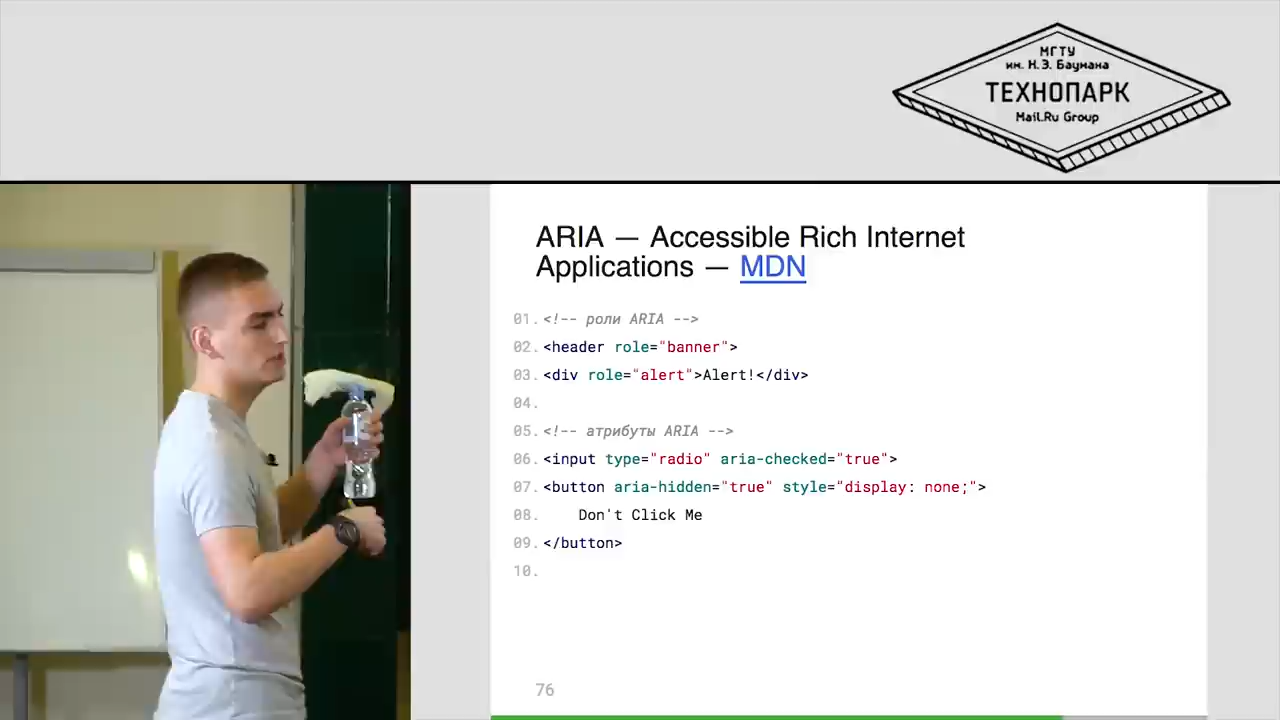 МГТУ
им. Н.Э. Баумана
ТЕХНОПАРК
Mail.Ru Group
ARIA — Accessible Rich Internet
Applications — MDN
01. <!-- роли ARIA -->
02. <header role="banner">
03. <div role="alert">Alert!</div>
04.
05. <!-- атрибуты ARIA -->
06. <input type="radio" aria-checked="true">
07. <button aria-hidden="true" style="display: none;">
08. Don't Click Me
09. </button>
10.
76